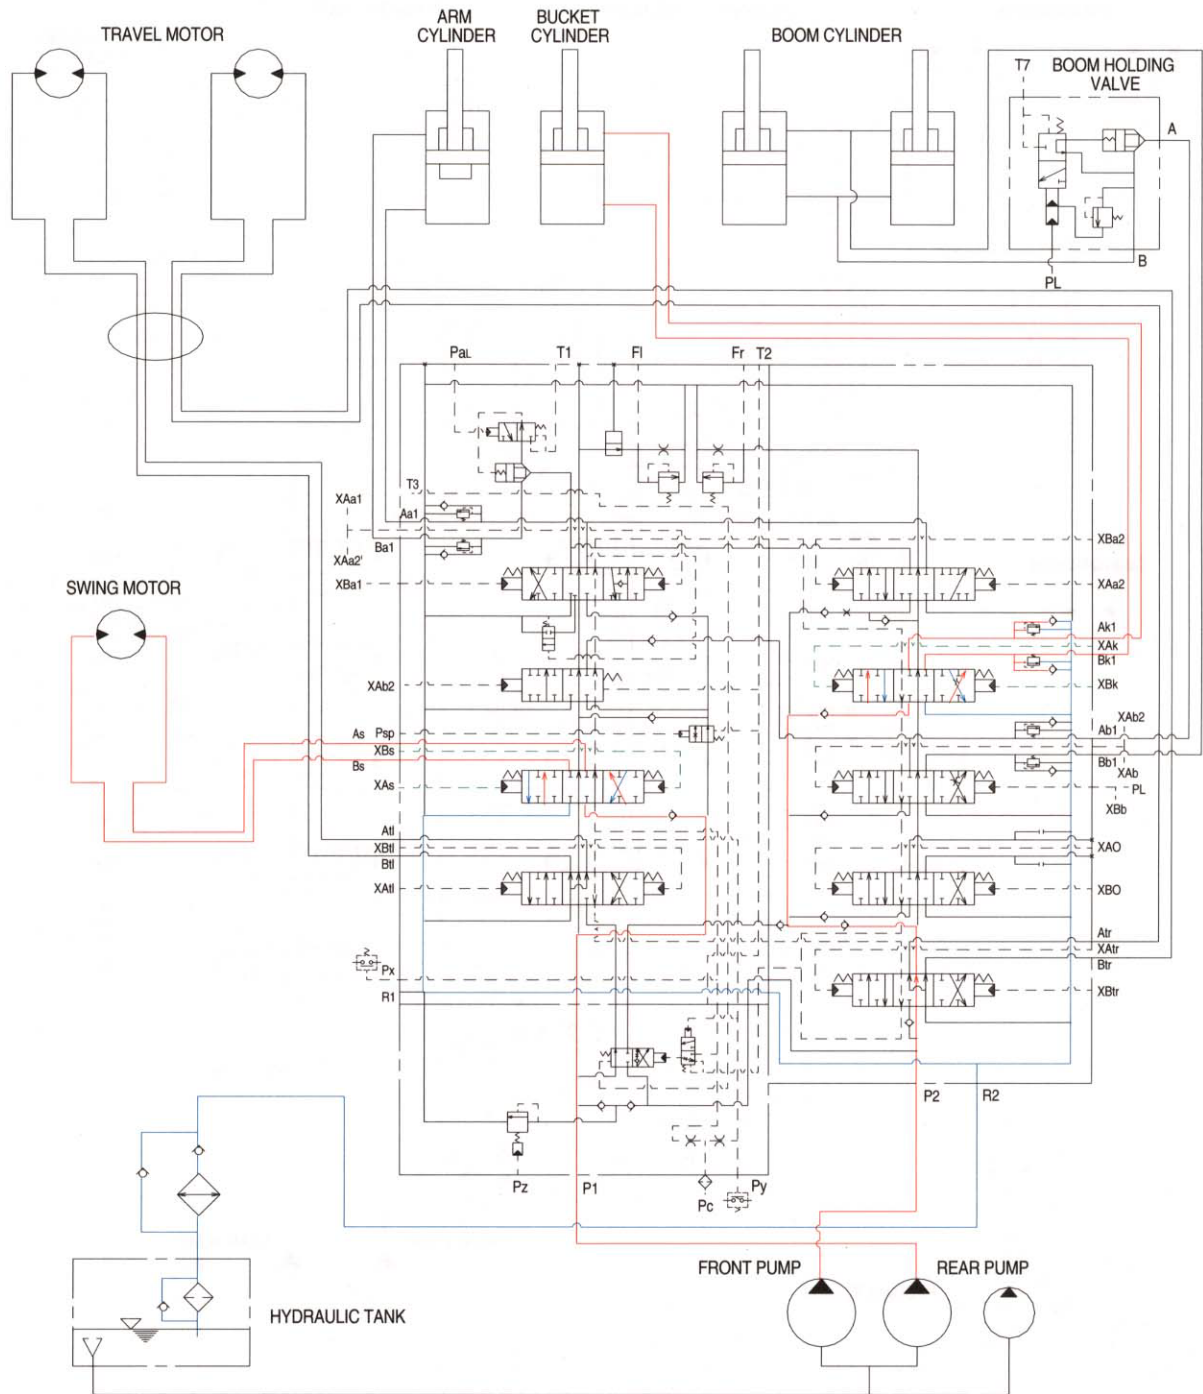 TRAVEL MOTOR
ARM
CYLINDER
BUCKET
CYLINDER
BOOM CYLINDER
T7
BOOM HOLDING
VALVE
A
B
PL
PaL
T1
Fl
Fr
T2
T3
XAa1
Aa1
Ba1
XAa2'
XBa1
XBa2
XAa2
SWING MOTOR
Ak1
XAk
Bk1
XBk
XAb2
XAb2
As
Psp
XBs
Bs
XAs
Ab1
Bb1
XAb
PL
XBb
Atl
XBtl
Btl
XAtl
XAO
XBO
Atr
XAtr
Btr
XBtr
Px
R1
P2
R2
Pz
P1
Pc
Py
FRONT PUMP
REAR PUMP
HYDRAULIC TANK